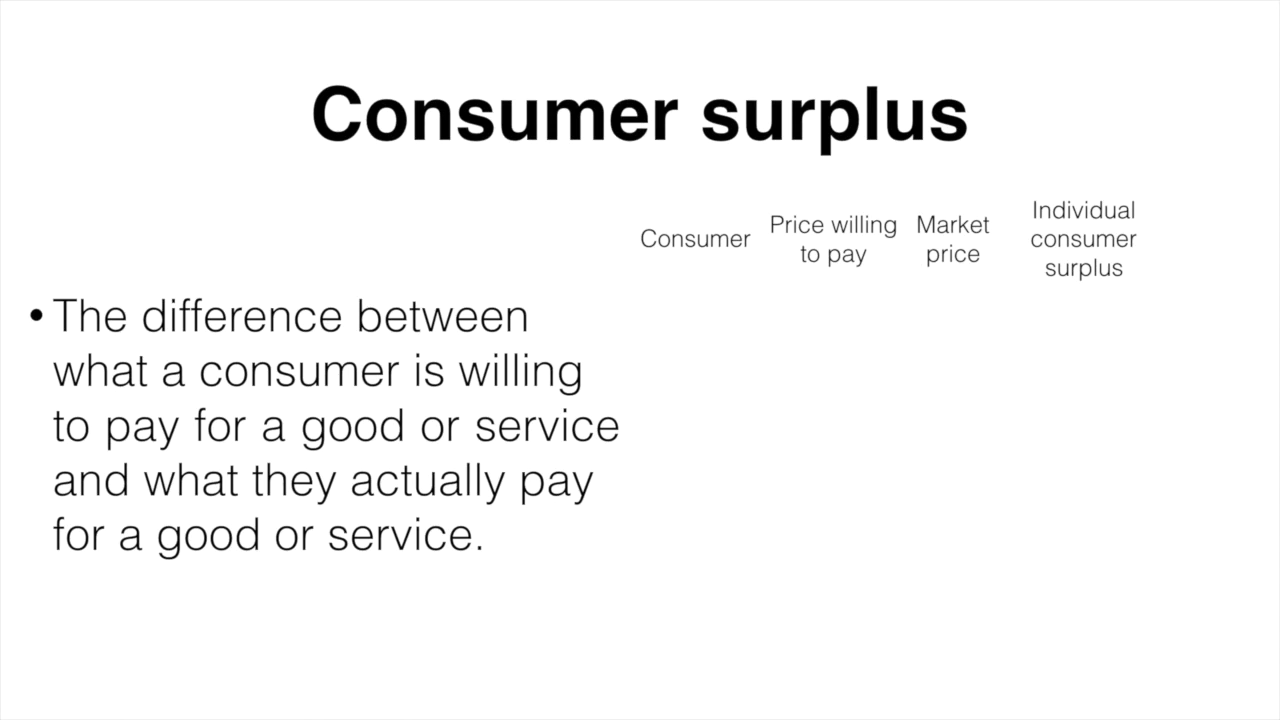 Consumer surplus
Consumer
Price willing
to pay
Market
price
Individual
consumer
surplus
• The difference between
what a consumer is willing
to pay for a good or service
and what they actually pay
for a good or service.